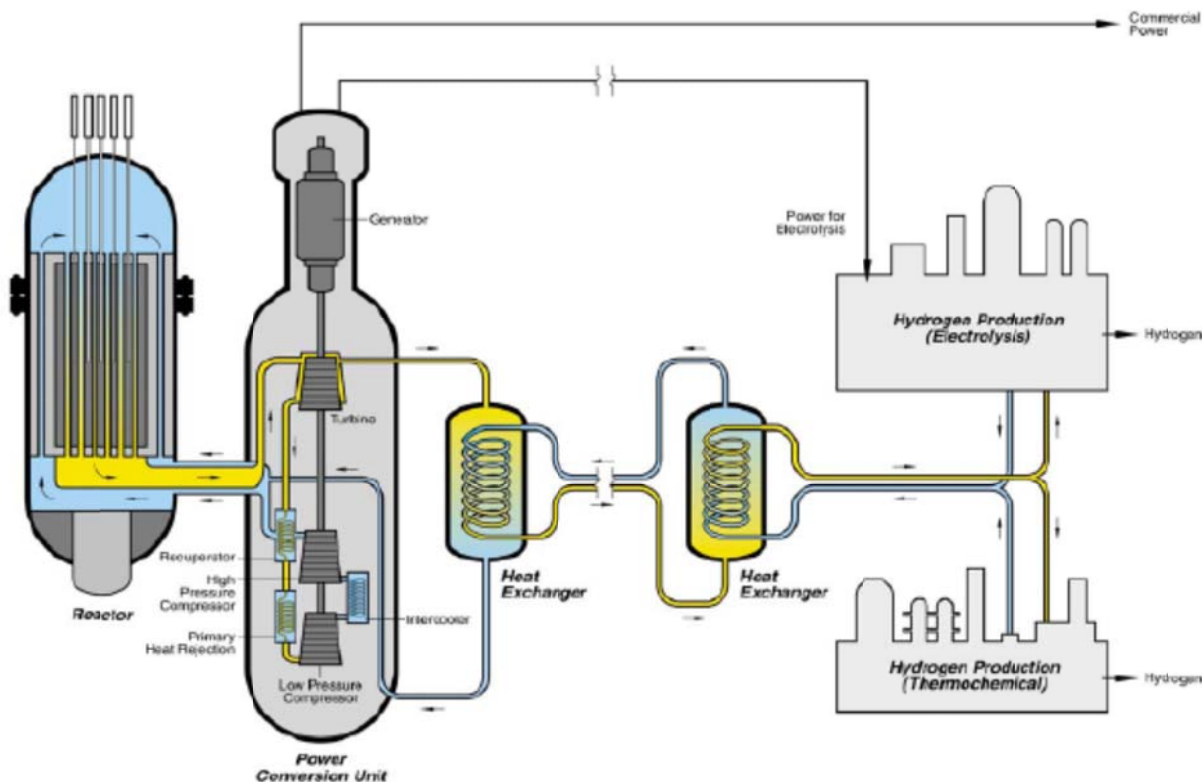 Commercial
Power
Generator
Power for
Electrolysis
Hydrogen Production
(Electrolysis)
Hydrogen
Turbine
Recuperator
High
Pressure
Compressor
Primary
Heat Rejection
Low Pressure
Compressor
Intercooler
Reactor
Heat
Exchanger
Heat
Exchanger
Hydrogen Production
(Thermochemical)
Hydrogen
Power
Conversion Unit